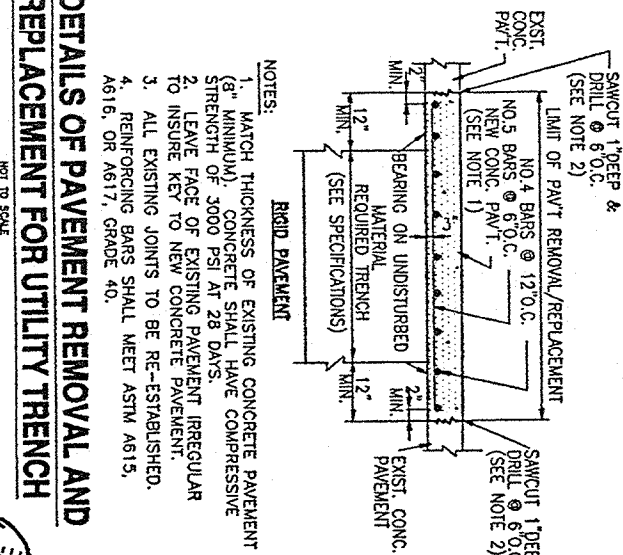 SAWCUT 1"DEEP &
DRILL @ 6"O.C.
(SEE NOTE 2)
LIMIT OF PAV'T REMOVAL/REPLACEMENT
NO.4 BARS @ 12"O.C.
NO.5 BARS @ 6"O.C.
NEW CONC. PAV'T.
(SEE NOTE 1)
SAWCUT 1"DEE
DRILL @ 6"O.
(SEE NOTE 2)
EXST.
CONC.
PAV'T.
2"
MIN.
2"
MIN.
12"
MIN.
12"
MIN.
EXIST. CONC.
PAVEMENT
BEARING ON UNDISTURBED
MATERIAL
REQUIRED TRENCH
(SEE SPECIFICATIONS)
RIGID PAVEMENT
NOTES:
1. MATCH THICKNESS OF EXISTING CONCRETE PAVEMENT
(8" MINIMUM). CONCRETE SHALL HAVE COMPRESSIVE
STRENGTH OF 3000 PSI AT 28 DAYS.
2. LEAVE FACE OF EXISTING PAVEMENT IRREGULAR
TO INSURE KEY TO NEW CONCRETE PAVEMENT.
3. ALL EXISTING JOINTS TO BE RE-ESTABLISHED.
4. REINFORCING BARS SHALL MEET ASTM A615,
A616, OR A617, GRADE 40.
DETAILS OF PAVEMENT REMOVAL AND
REPLACEMENT FOR UTILITY TRENCH
NOT TO SCALE